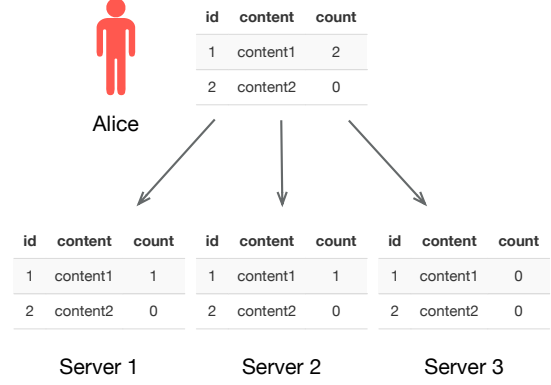 id content count
1 content1 2
2 content2 0
Alice
id content count
1 content1 1
2 content2 0
Server 1
id content count
1 content1 1
2 content2 0
Server 2
id content count
1 content1 0
2 content2 0
Server 3